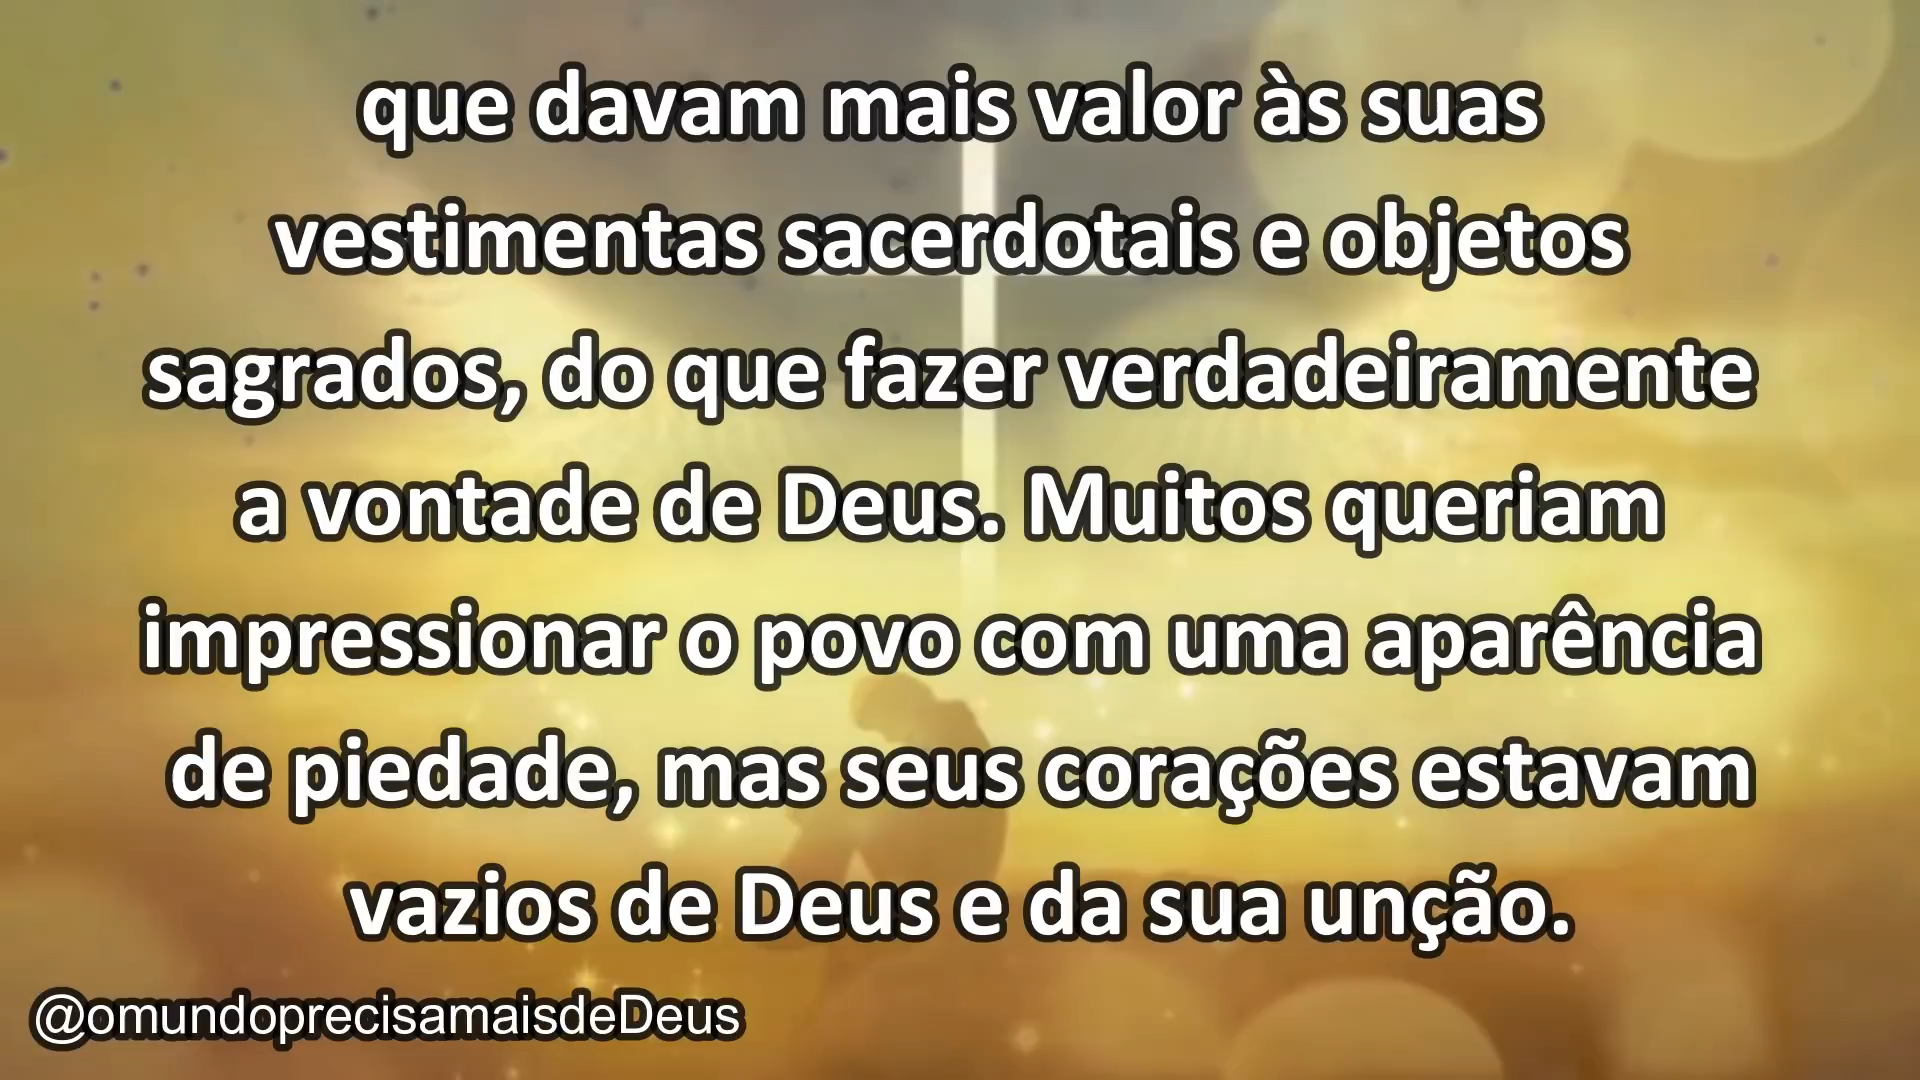 que davam mais valor às suas
vestimentas sacerdotais e objetos
sagrados, do que fazer verdadeiramente
a vontade de Deus. Muitos queriam
impressionar o povo com uma aparência
de piedade, mas seus corações estavam
vazios de Deus e da sua unção.
@omundoprecisamaisdeDeus